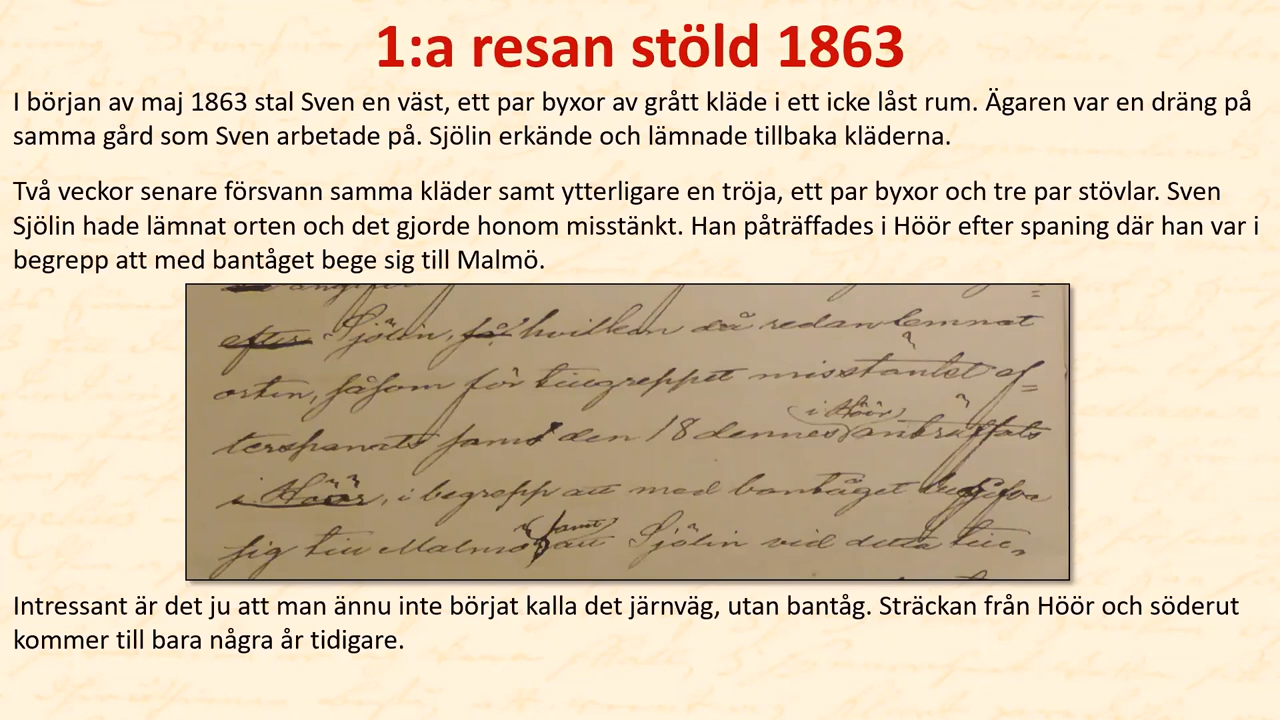 1:a resan stöld 1863
I början av maj 1863 stal Sven en väst, ett par byxor av grått kläde i ett icke låst rum. Ägaren var en dräng på
samma gård som Sven arbetade på. Sjölin erkände och lämnade tillbaka kläderna.
Två veckor senare försvann samma kläder samt ytterligare en tröja, ett par byxor och tre par stövlar. Sven
Sjölin hade lämnat orten och det gjorde honom misstänkt. Han påträffades i Höör efter spaning där han var i
begrepp att med bantåget bege sig till Malmö.
efter Sjölin, hvilken då redan lemnat
orten, såsom för tillgreppet misstänkt ef=
i Höör
terspanats samt den 18 dennes anträffats
i Höör, i begrepp att med bantåget begifva
samt
sig till Malmö att Sjölin vid detta till-
Intressant är det ju att man ännu inte börjat kalla det järnväg, utan bantåg. Sträckan från Höör och söderut
kommer till bara några år tidigare.